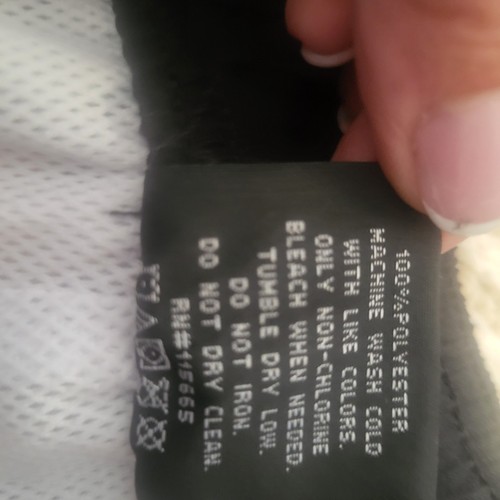 100%POLYESTER
MACHINE WASH COLD
WITH LIKE COLORS.
ONLY NON-CHLORINE
BLEACH WHEN NEEDED.
TUMBLE DRY LOW.
DO NOT IRON.
DO NOT DRY CLEAN.
RN#115665